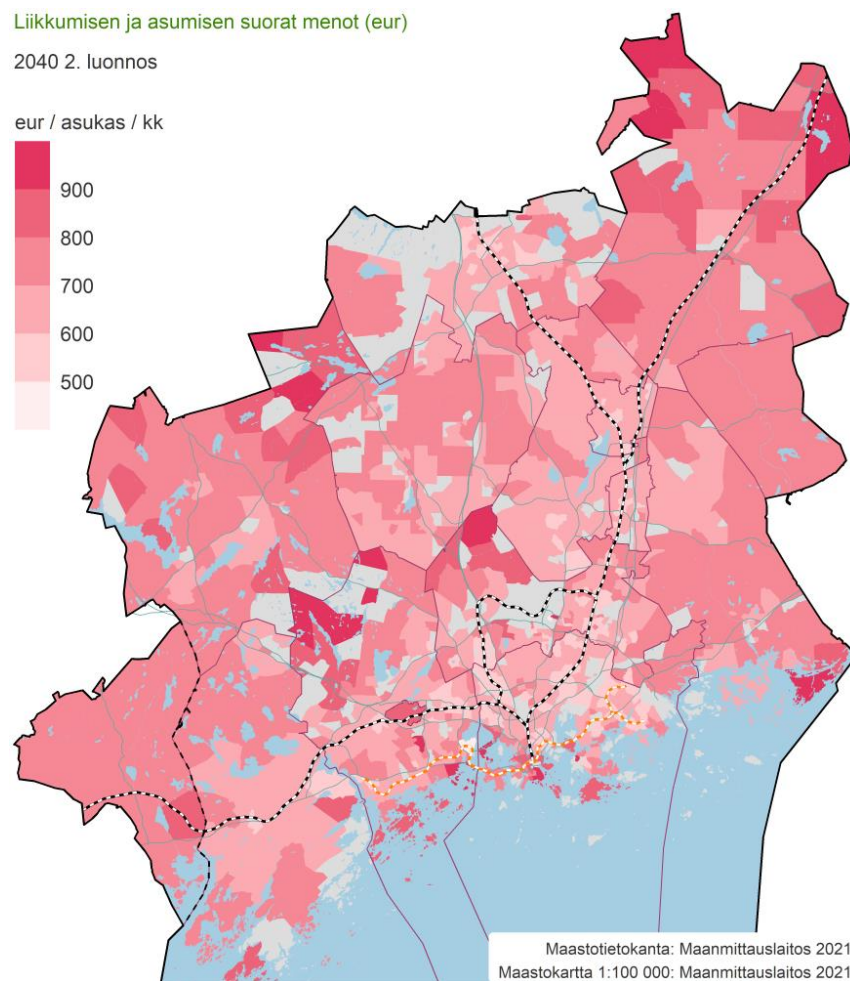 Liikkumisen ja asumisen suorat menot (eur)
2040 2. luonnos
eur / asukas / kk
900
800
700
600
500
Maastotietokanta: Maanmittauslaitos 2021
Maastokartta 1:100 000: Maanmittauslaitos 2021